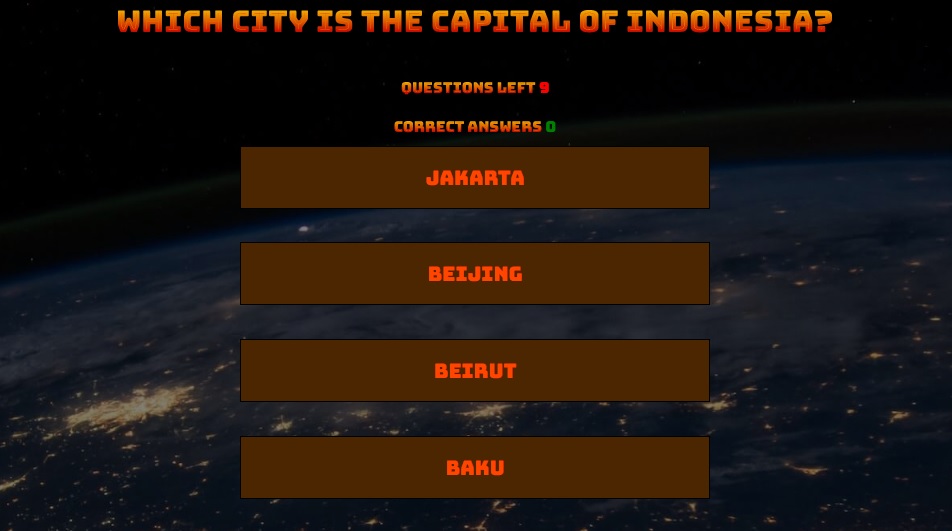 WHICH CITY IS THE CAPITAL OF INDONESIA?
QUESTIONS LEFT 9
CORRECT ANSWERS 0
JAKARTA
BEIJING
BEIRUT
BAKU